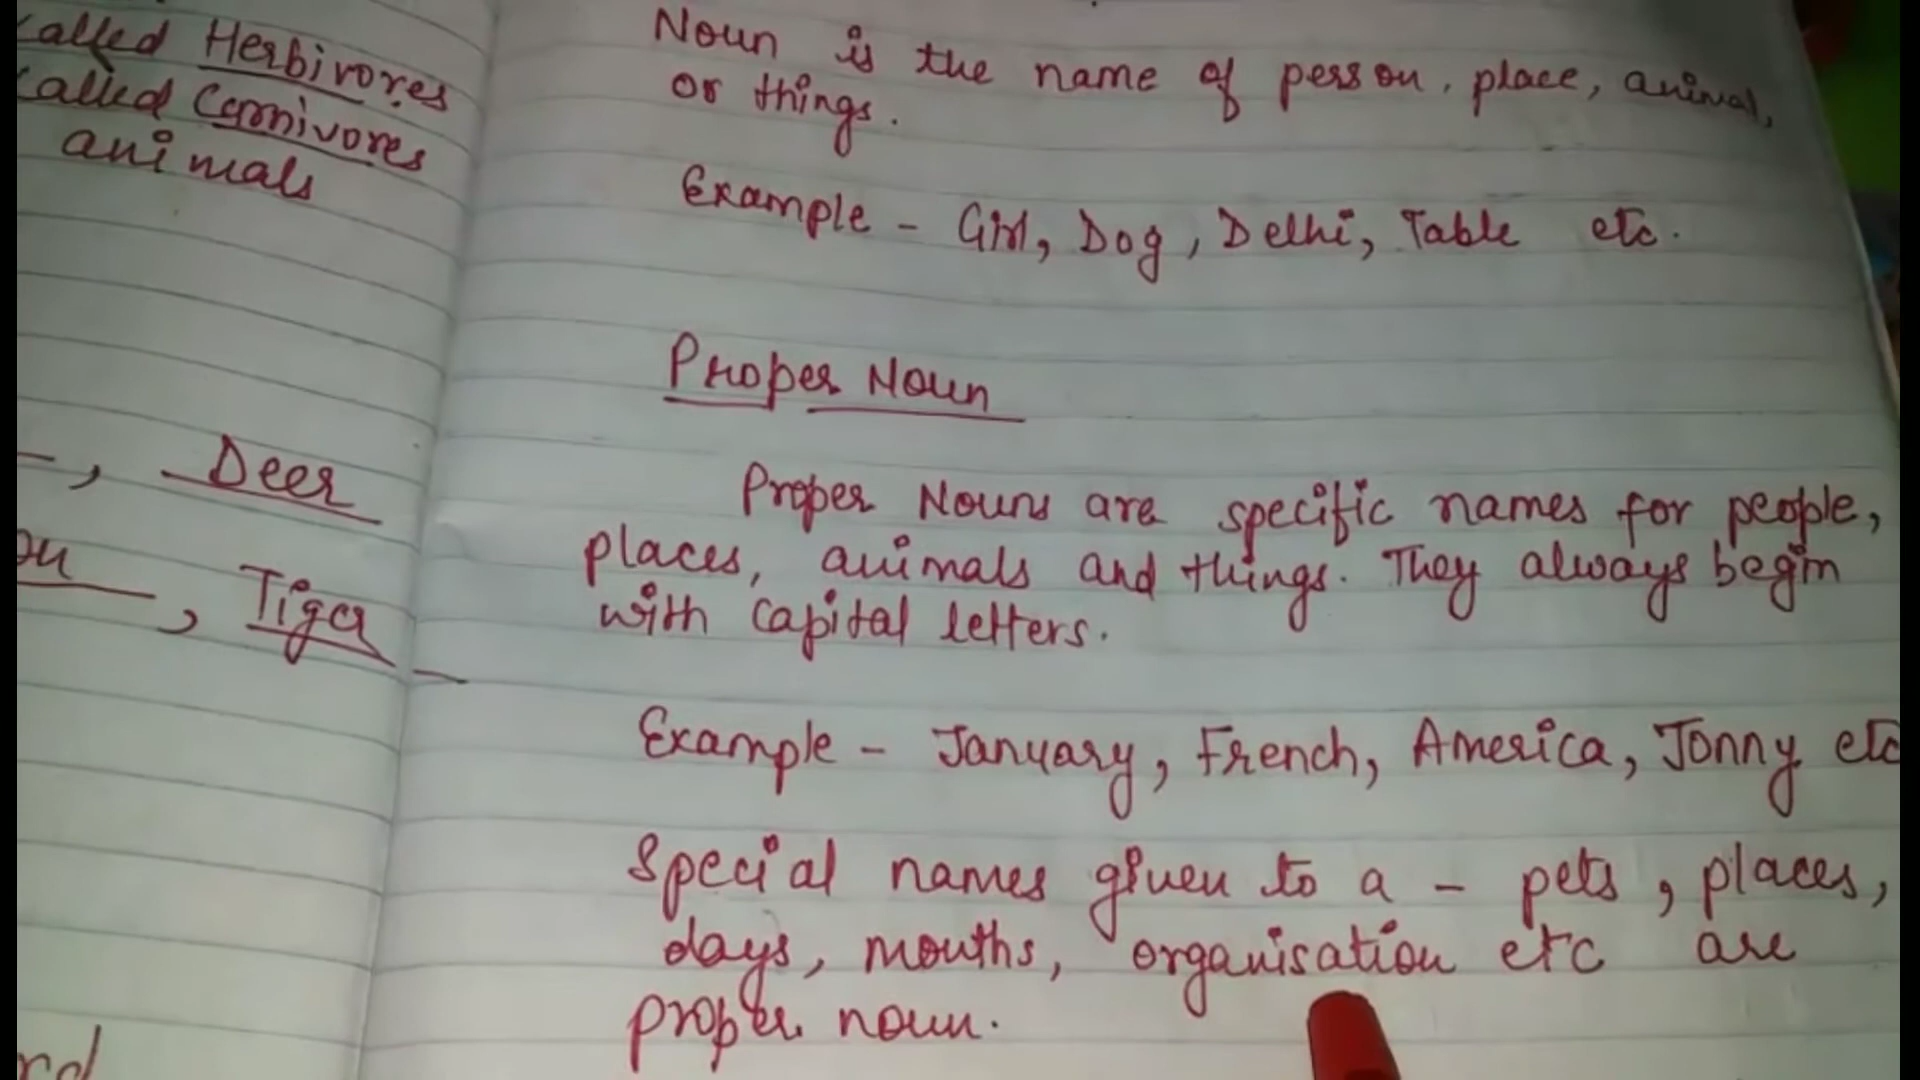 called Herbivores
called Carnivores
animals
, Deer
, Tiger
Noun is the name of person, place, animal,
or things.
Example - Girl, Dog, Delhi, Table etc.
Proper Noun
Proper Nouns are specific names for people,
places, animals and things. They always begin
with capital letters.
Example - January, French, America, Jonny etc
Special names given to a - pets, places,
days, months, organisation etc are
proper noun.